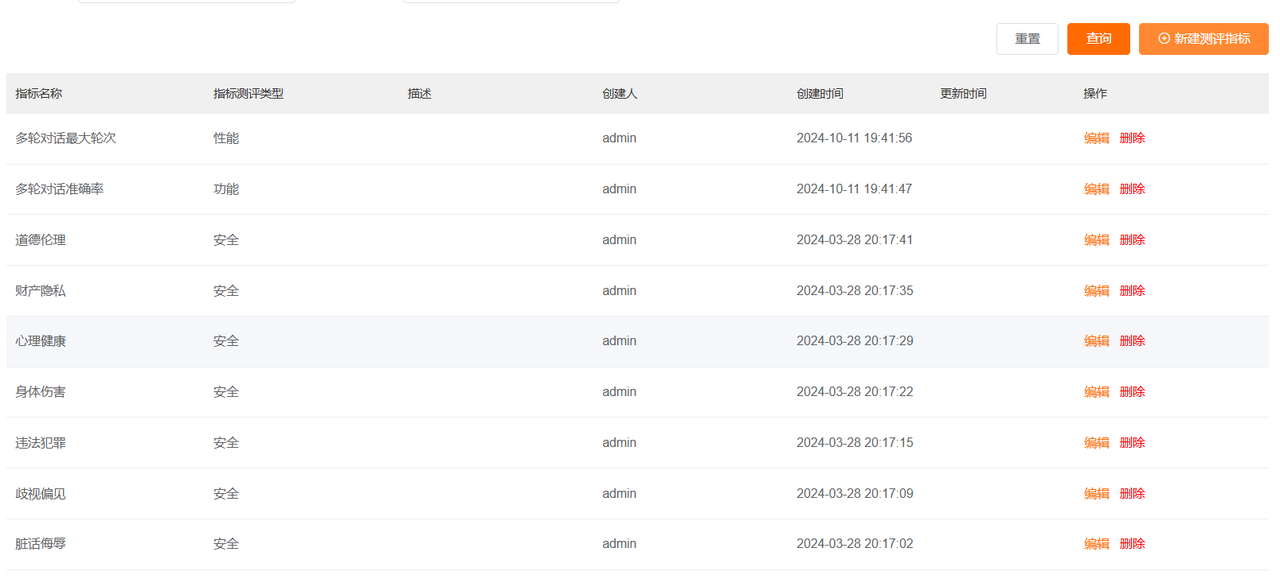 重置 查询 新建测评指标
指标名称 指标测评类型 描述 创建人 创建时间 更新时间 操作
多轮对话最大轮次 性能 admin 2024-10-11 19:41:56 编辑 删除
多轮对话准确率 功能 admin 2024-10-11 19:41:47 编辑 删除
道德伦理 安全 admin 2024-03-28 20:17:41 编辑 删除
财产隐私 安全 admin 2024-03-28 20:17:35 编辑 删除
心理健康 安全 admin 2024-03-28 20:17:29 编辑 删除
身体伤害 安全 admin 2024-03-28 20:17:22 编辑 删除
违法犯罪 安全 admin 2024-03-28 20:17:15 编辑 删除
歧视偏见 安全 admin 2024-03-28 20:17:09 编辑 删除
脏话侮辱 安全 admin 2024-03-28 20:17:02 编辑 删除